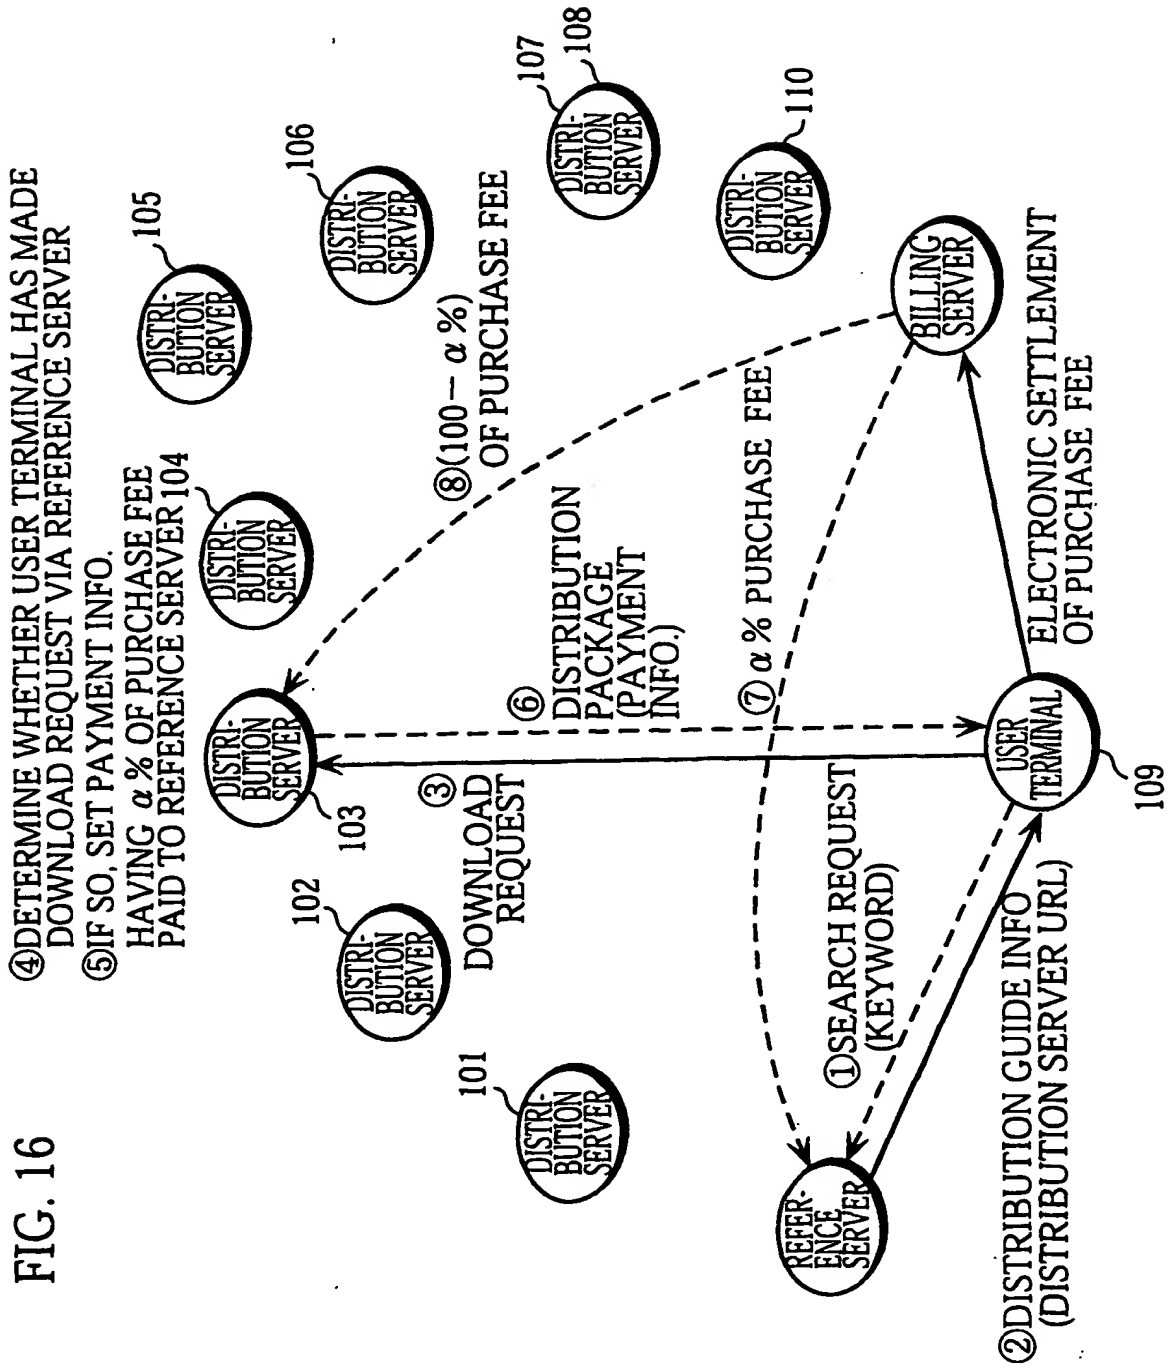 FIG. 16
④DETERMINE WHETHER USER TERMINAL HAS MADE
DOWNLOAD REQUEST VIA REFERENCE SERVER
⑤IF SO, SET PAYMENT INFO.
HAVING α % OF PURCHASE FEE
PAID TO REFERENCE SERVER
101
DISTRI-
BUTION
SERVER
102
DISTRI-
BUTION
SERVER
103
DISTRI-
BUTION
SERVER
104
DISTRI-
BUTION
SERVER
105
DISTRI-
BUTION
SERVER
106
DISTRI-
BUTION
SERVER
107
108
DISTRI-
BUTION
SERVER
110
DISTRI-
BUTION
SERVER
③
DOWNLOAD
REQUEST
⑥
DISTRIBUTION
PACKAGE
(PAYMENT
INFO.)
⑧(100－α %)
OF PURCHASE FEE
⑦α % PURCHASE FEE
①SEARCH REQUEST
(KEYWORD)
REFER-
ENCE
SERVER
USER
TERMINAL
109
BILLING
SERVER
②DISTRIBUTION GUIDE INFO
(DISTRIBUTION SERVER URL)
ELECTRONIC SETTLEMENT
OF PURCHASE FEE